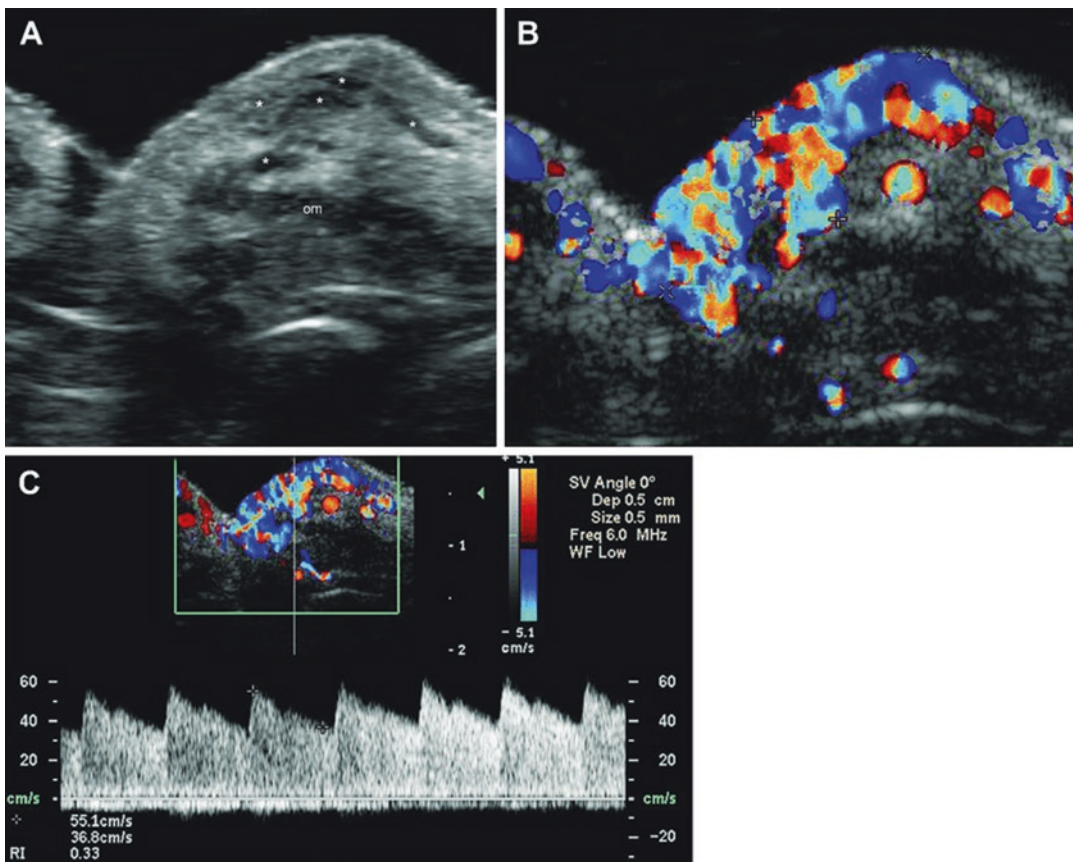 A
*
*
*
*
*
om
B
C
+ 5.1
- 5.1
cm/s
- 1
- 2
SV Angle 0°
Dep 0.5 cm
Size 0.5 mm
Freq 6.0 MHz
WF Low
60
40
20
cm/s
60
40
20
cm/s
-20
55.1cm/s
36.8cm/s
RI 0.33